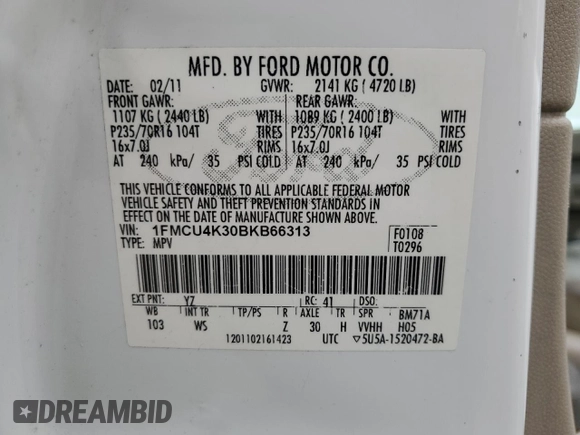 MFD. BY FORD MOTOR CO.
DATE: 02/11 GVWR: 2141 KG ( 4720 LB)
FRONT GAWR: REAR GAWR:
1107 KG ( 2440 LB) WITH 1089 KG ( 2400 LB) WITH
P235/70R16 104T TIRES P235/70R16 104T TIRES
16x7.0J RIMS 16x7.0J RIMS
AT 240 kPa/ 35 PSI COLD AT 240 kPa/ 35 PSI COLD
Ford
THIS VEHICLE CONFORMS TO ALL APPLICABLE FEDERAL MOTOR
VEHICLE SAFETY AND THEFT PREVENTION STANDARDS IN
EFFECT ON THE DATE OF MANUFACTURE SHOWN ABOVE.
VIN: 1FMCU4K30BKB66313 F0108
TYPE: MPV T0296
EXT PNT: YZ RC: 41 DSO:
WB INT TR TP/PS R AXLE TR SPR BM71A
103 WS Z 30 H VVHH H05
1201102161423 UTC ▽5U5A-1520472-BA
DREAMBID